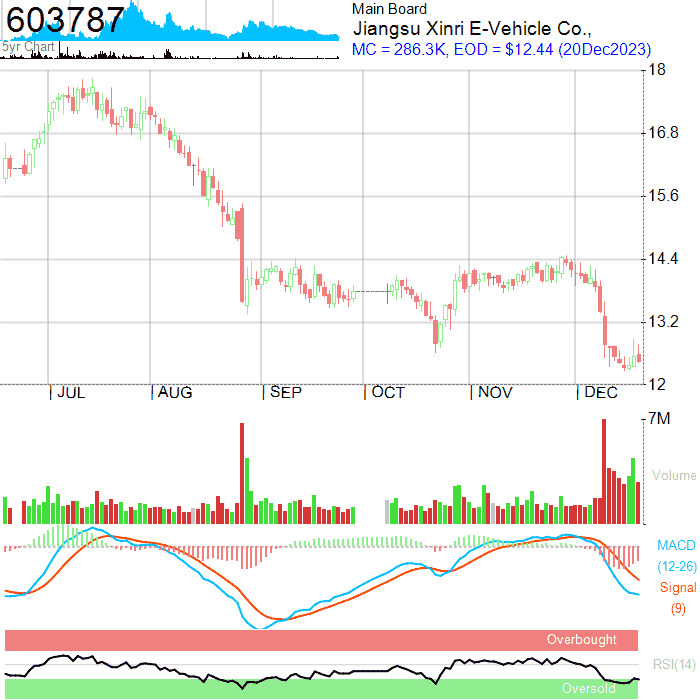 603787
5yr Chart
Main Board
Jiangsu Xinri E-Vehicle Co.,
MC = 286.3K, EOD = $12.44 (20Dec2023)
18
16.8
15.6
14.4
13.2
12
JUL AUG SEP OCT NOV DEC
7M
Volume
MACD
(12-26)
Signal
(9)
Overbought
RSI(14)
Oversold